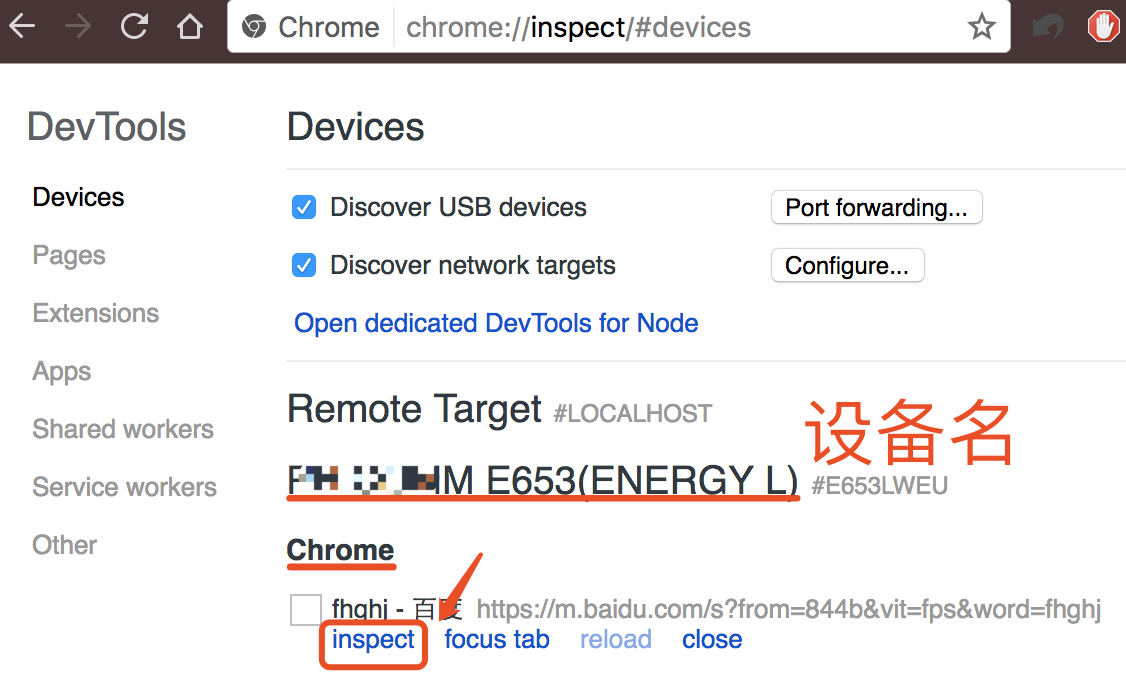 Chrome chrome://inspect/#devices
DevTools
Devices
Devices
Discover USB devices
Port forwarding...
Pages
Discover network targets
Configure...
Extensions
Open dedicated DevTools for Node
Apps
Remote Target #LOCALHOST
设备名
Shared workers
IM E653(ENERGY L) #E653LWEU
Service workers
Other
Chrome
fhghj - 百度 https://m.baidu.com/s?from=844b&vit=fps&word=fhghj
inspect focus tab reload close